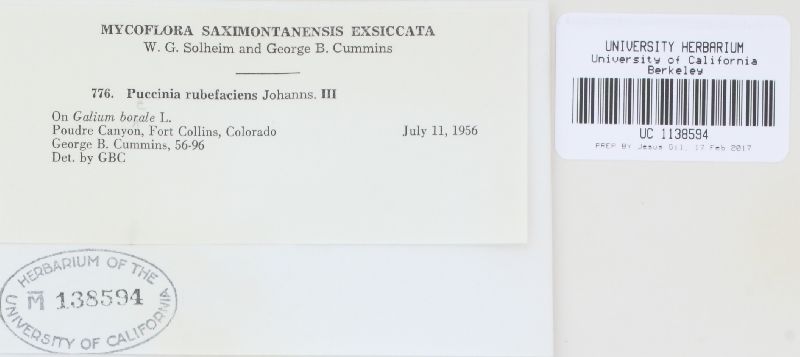 MYCOFLORA SAXIMONTANENSIS EXSICCATA
W. G. Solheim and George B. Cummins
776. Puccinia rubefaciens Johanns. III
On Galium borale L.
Poudre Canyon, Fort Collins, Colorado July 11, 1956
George B. Cummins, 56-96
Det. by GBC
HERBARIUM OF THE
M 138594
UNIVERSITY OF CALIFORNIA
UNIVERSITY HERBARIUM
University of California
Berkeley
UC 1138594
PREP BY Jesus Gil, 17 Feb 2017